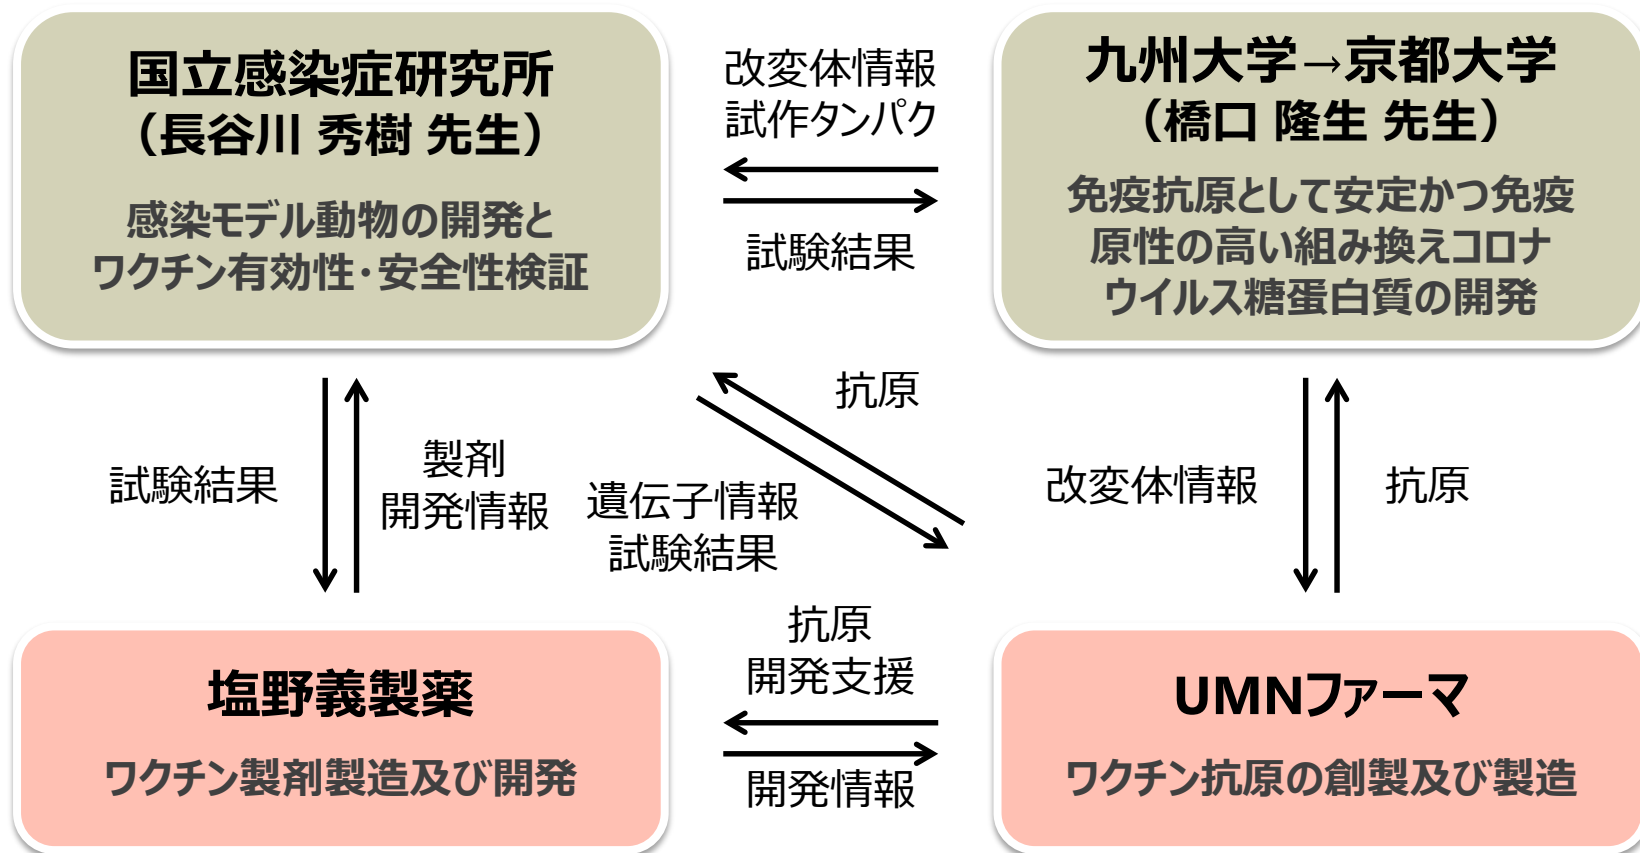 国立感染症研究所
（長谷川 秀樹 先生）
感染モデル動物の開発と
ワクチン有効性・安全性検証
改変体情報
試作タンパク
試験結果
九州大学→京都大学
（橋口 隆生 先生）
免疫抗原として安定かつ免疫
原性の高い組み換えコロナ
ウイルス糖蛋白質の開発
試験結果
製剤
開発情報
抗原
遺伝子情報
試験結果
改変体情報
抗原
塩野義製薬
ワクチン製剤製造及び開発
抗原
開発支援
開発情報
UMNファーマ
ワクチン抗原の創製及び製造